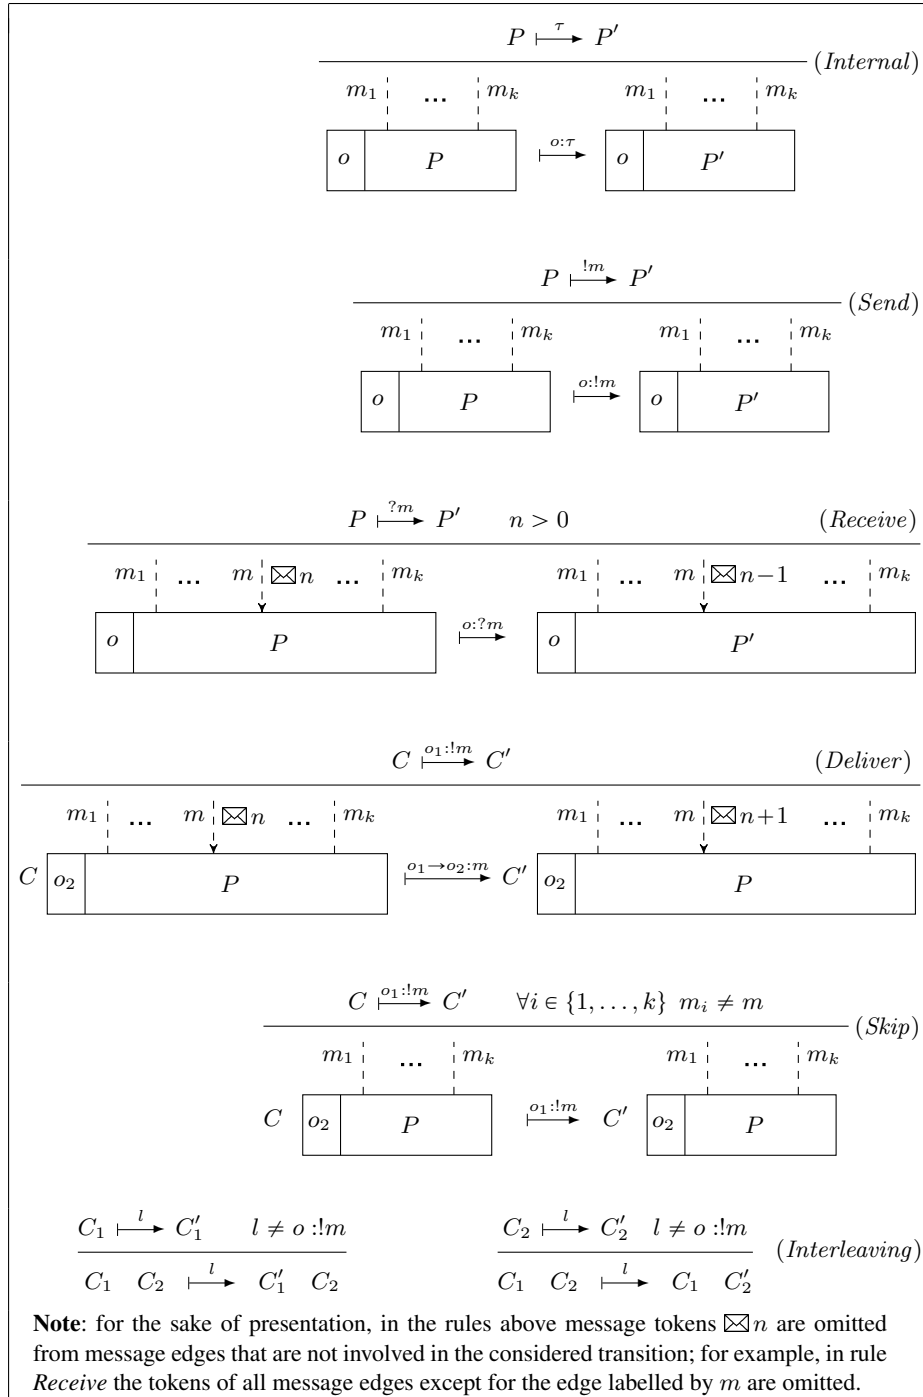 P ⟼τ P′
(Internal)
m₁ ... mₖ m₁ ... mₖ
o P ⟼o:τ o P′
P ⟼!m P′
(Send)
m₁ ... mₖ m₁ ... mₖ
o P ⟼o:!m o P′
P ⟼?m P′ n > 0 (Receive)
m₁ ... m ✉ n ... mₖ m₁ ... m ✉ n−1 ... mₖ
o P ⟼o:?m o P′
C ⟼o₁:!m C′ (Deliver)
m₁ ... m ✉ n ... mₖ m₁ ... m ✉ n+1 ... mₖ
C o₂ P ⟼o₁→o₂:m C′ o₂ P
C ⟼o₁:!m C′ ∀i ∈ {1, . . . , k} mᵢ ≠ m
(Skip)
m₁ ... mₖ m₁ ... mₖ
C o₂ P ⟼o₁:!m C′ o₂ P
C₁ ⟼l C′₁ l ≠ o :!m C₂ ⟼l C′₂ l ≠ o :!m
(Interleaving)
C₁ C₂ ⟼l C′₁ C₂ C₁ C₂ ⟼l C₁ C′₂
Note: for the sake of presentation, in the rules above message tokens ✉ n are omitted
from message edges that are not involved in the considered transition; for example, in rule
Receive the tokens of all message edges except for the edge labelled by m are omitted.